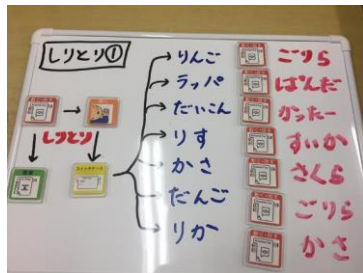 しりとり①
しりとり
りんご ごりら
ラッパ ぱんだ
だいこん かったー
りす すいか
かさ さくら
だんご ごりら
りか かさ